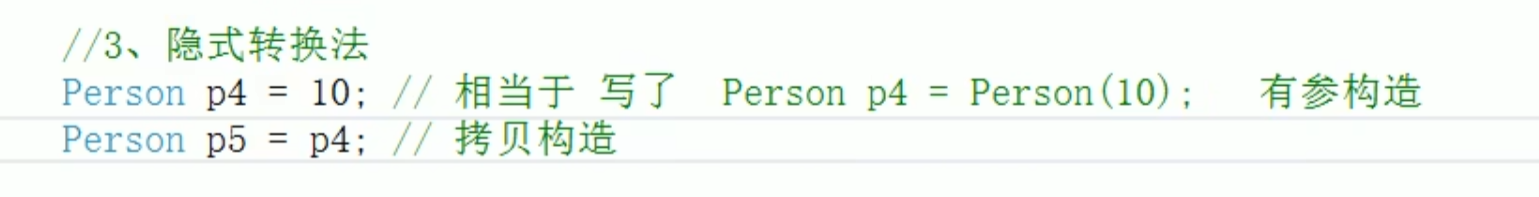 //3、隐式转换法
Person p4 = 10; // 相当于 写了  Person p4 = Person(10);   有参构造
Person p5 = p4; // 拷贝构造